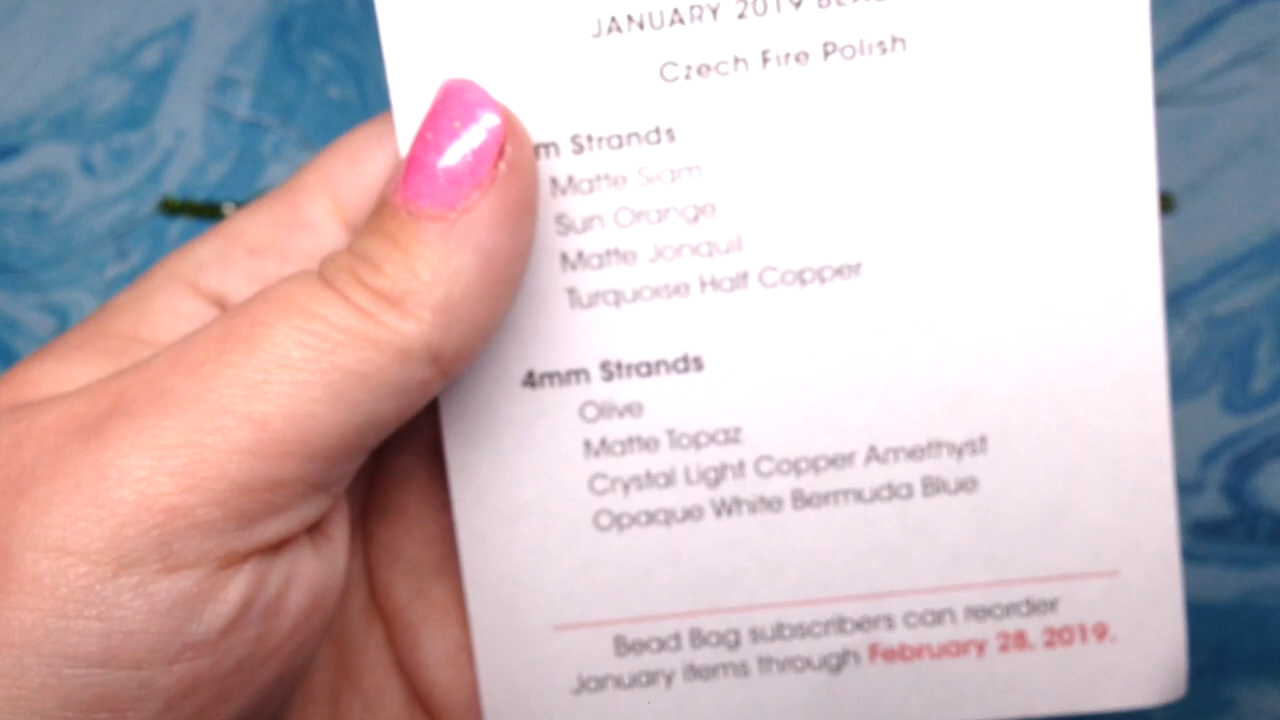 JANUARY 2019
Czech Fire Polish
m Strands
Matte Siam
Sun Orange
Matte Jonquil
Turquoise Half Copper
4mm Strands
Olive
Matte Topaz
Crystal Light Copper Amethyst
Opaque White Bermuda Blue
Bead Bag subscribers can reorder
January items through February 28, 2019.